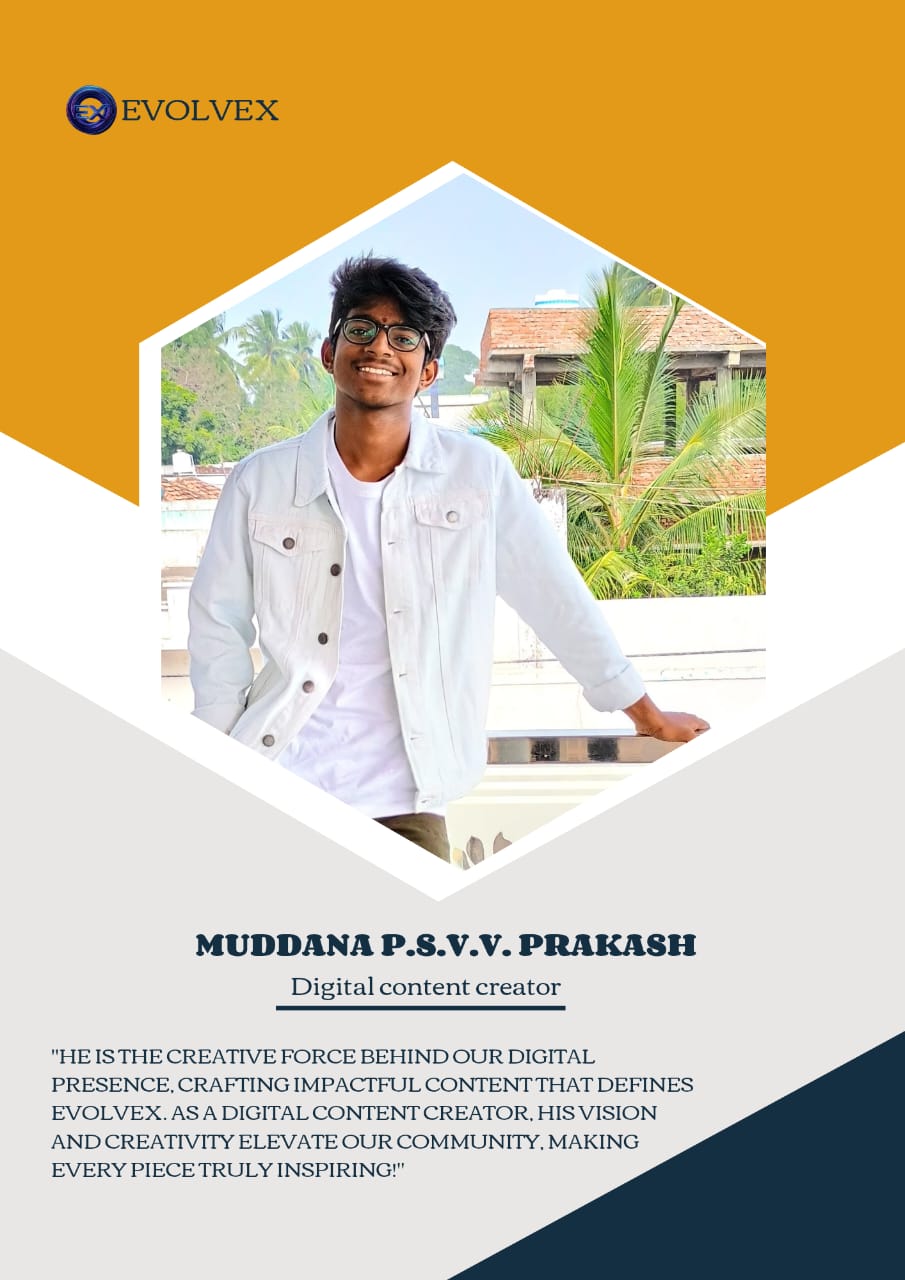 EX EVOLVEX
MUDDANA P.S.V.V. PRAKASH
Digital content creator
"HE IS THE CREATIVE FORCE BEHIND OUR DIGITAL
PRESENCE, CRAFTING IMPACTFUL CONTENT THAT DEFINES
EVOLVEX. AS A DIGITAL CONTENT CREATOR, HIS VISION
AND CREATIVITY ELEVATE OUR COMMUNITY, MAKING
EVERY PIECE TRULY INSPIRING!"